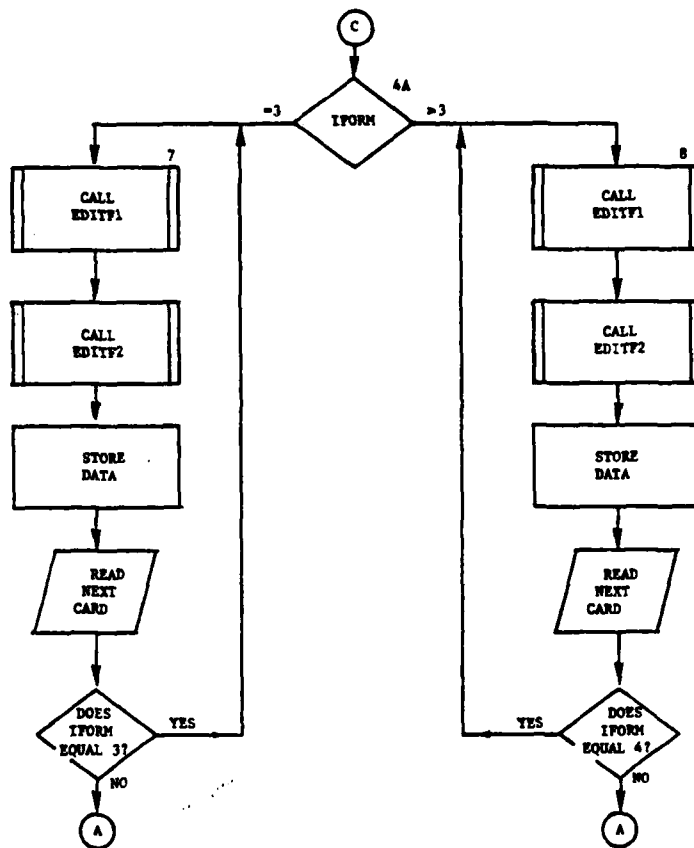 C
4A
=3
IFORM
>3
7
CALL
EDITF1
CALL
EDITF2
STORE
DATA
READ
NEXT
CARD
DOES
IFORM
EQUAL 3?
YES
NO
A
8
CALL
EDITF1
CALL
EDITF2
STORE
DATA
READ
NEXT
CARD
DOES
IFORM
EQUAL 4?
YES
NO
A